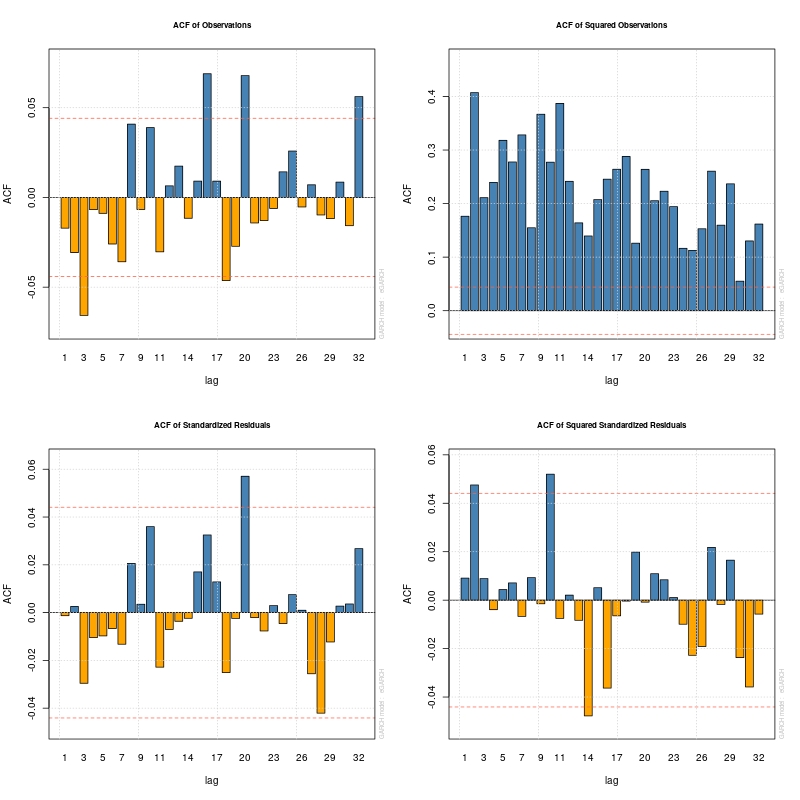 ACF of Observations
ACF
0.05
0.00
-0.05
1 3 5 7 9 11 14 17 20 23 26 29 32
lag
GARCH model : eGARCH
ACF of Squared Observations
ACF
0.4
0.3
0.2
0.1
0.0
1 3 5 7 9 11 14 17 20 23 26 29 32
lag
GARCH model : eGARCH
ACF of Standardized Residuals
ACF
0.06
0.04
0.02
0.00
-0.02
-0.04
1 3 5 7 9 11 14 17 20 23 26 29 32
lag
GARCH model : eGARCH
ACF of Squared Standardized Residuals
ACF
0.06
0.04
0.02
0.00
-0.02
-0.04
1 3 5 7 9 11 14 17 20 23 26 29 32
lag
GARCH model : eGARCH